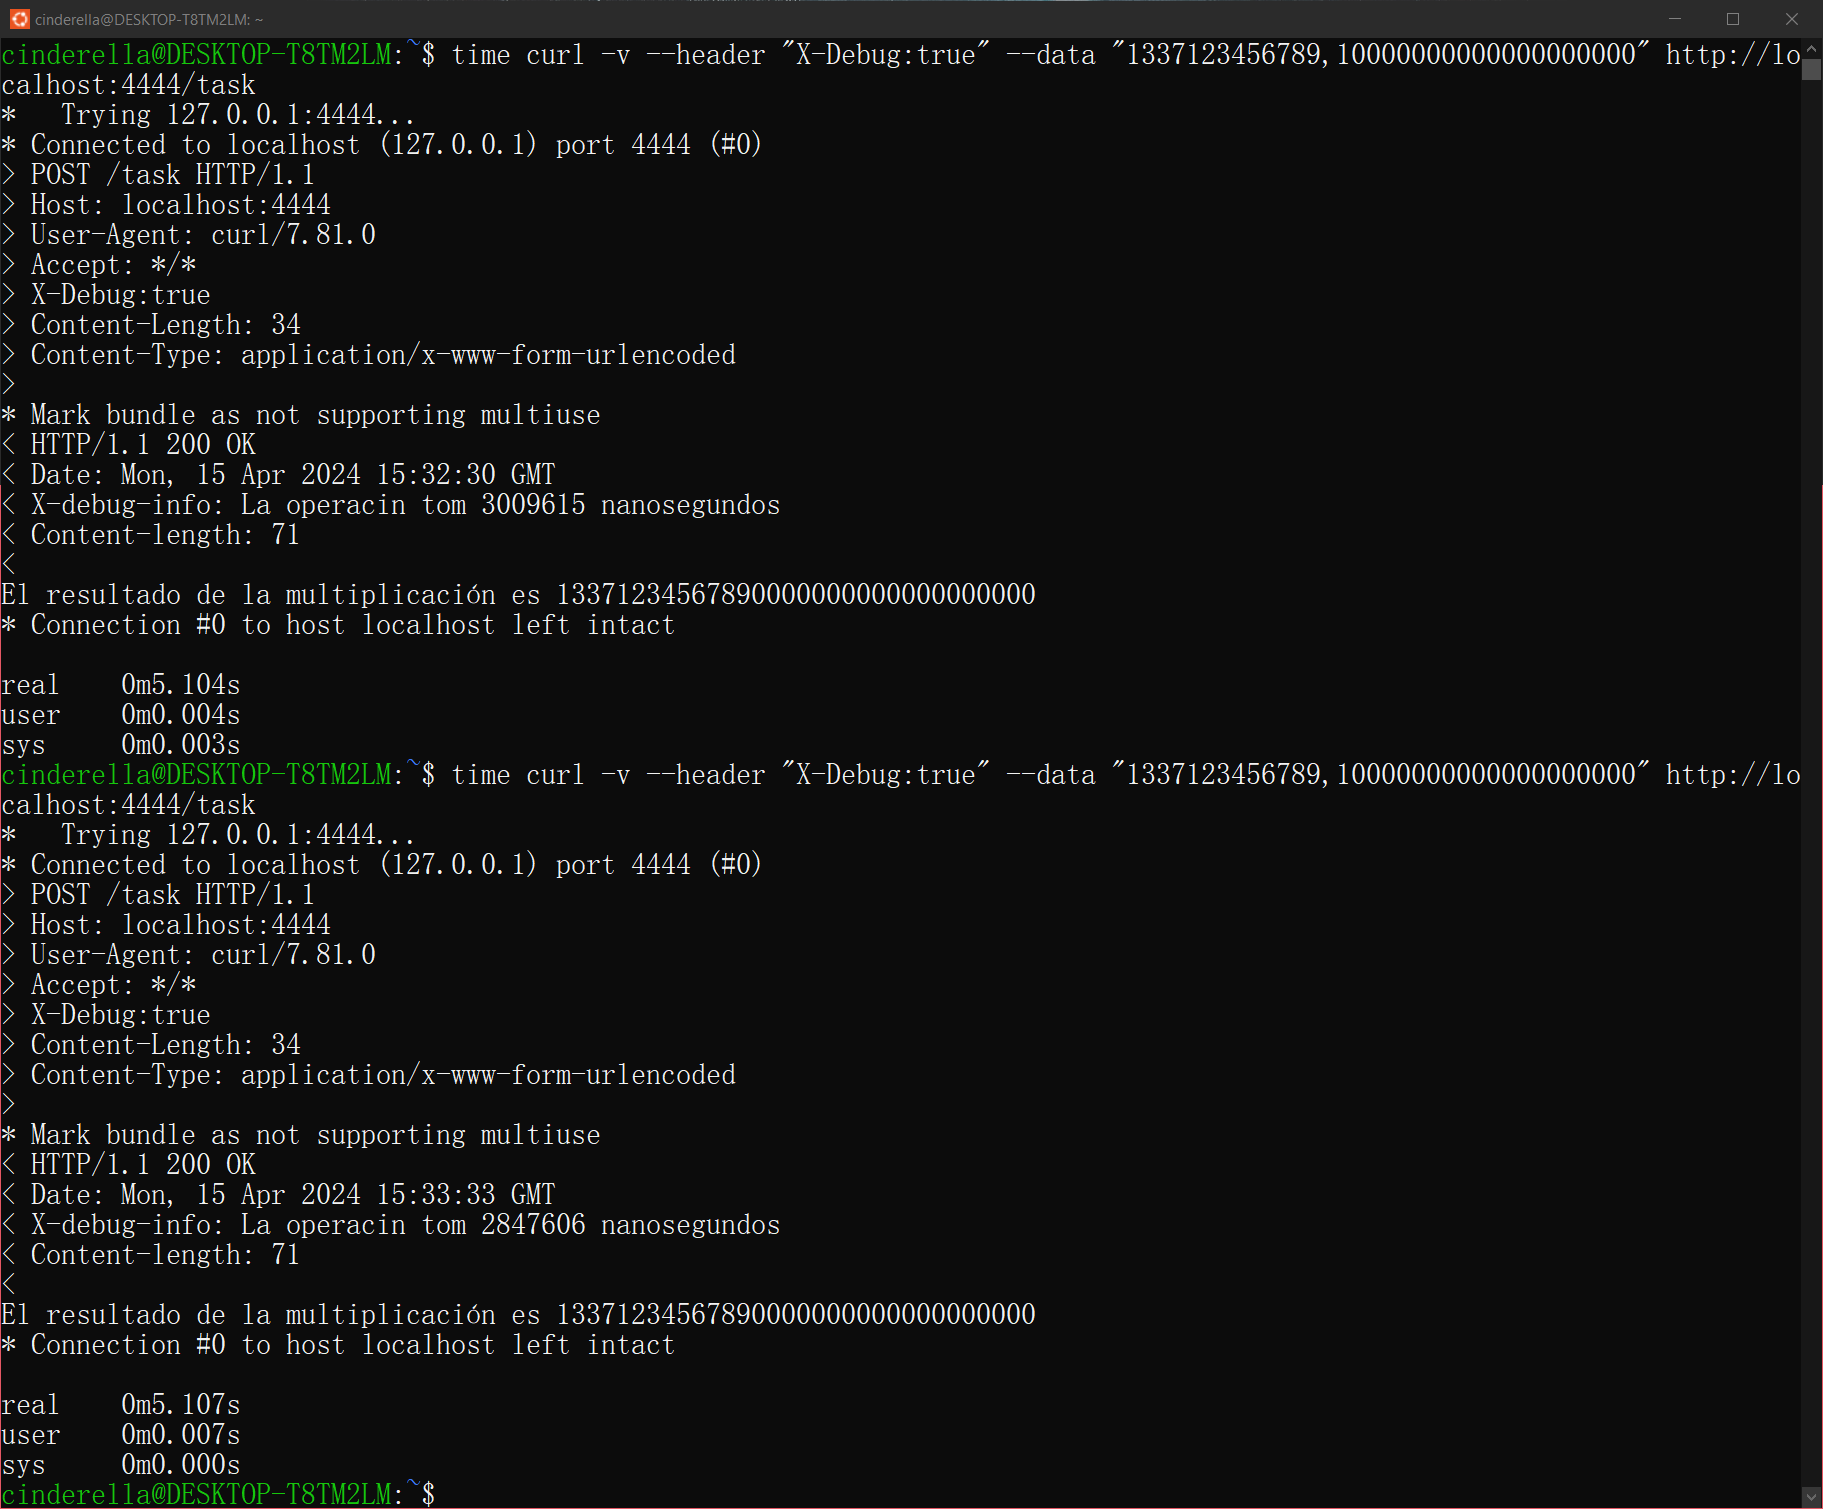 cinderella@DESKTOP-T8TM2LM: ~
cinderella@DESKTOP-T8TM2LM:~$ time curl -v --header "X-Debug:true" --data "1337123456789,10000000000000000000" http://lo
calhost:4444/task
*   Trying 127.0.0.1:4444...
* Connected to localhost (127.0.0.1) port 4444 (#0)
> POST /task HTTP/1.1
> Host: localhost:4444
> User-Agent: curl/7.81.0
> Accept: */*
> X-Debug:true
> Content-Length: 34
> Content-Type: application/x-www-form-urlencoded
>
* Mark bundle as not supporting multiuse
< HTTP/1.1 200 OK
< Date: Mon, 15 Apr 2024 15:32:30 GMT
< X-debug-info: La operacin tom 3009615 nanosegundos
< Content-length: 71
<
El resultado de la multiplicación es 13371234567890000000000000000000
* Connection #0 to host localhost left intact
real    0m5.104s
user    0m0.004s
sys     0m0.003s
cinderella@DESKTOP-T8TM2LM:~$ time curl -v --header "X-Debug:true" --data "1337123456789,10000000000000000000" http://lo
calhost:4444/task
*   Trying 127.0.0.1:4444...
* Connected to localhost (127.0.0.1) port 4444 (#0)
> POST /task HTTP/1.1
> Host: localhost:4444
> User-Agent: curl/7.81.0
> Accept: */*
> X-Debug:true
> Content-Length: 34
> Content-Type: application/x-www-form-urlencoded
>
* Mark bundle as not supporting multiuse
< HTTP/1.1 200 OK
< Date: Mon, 15 Apr 2024 15:33:33 GMT
< X-debug-info: La operacin tom 2847606 nanosegundos
< Content-length: 71
<
El resultado de la multiplicación es 13371234567890000000000000000000
* Connection #0 to host localhost left intact
real    0m5.107s
user    0m0.007s
sys     0m0.000s
cinderella@DESKTOP-T8TM2LM:~$